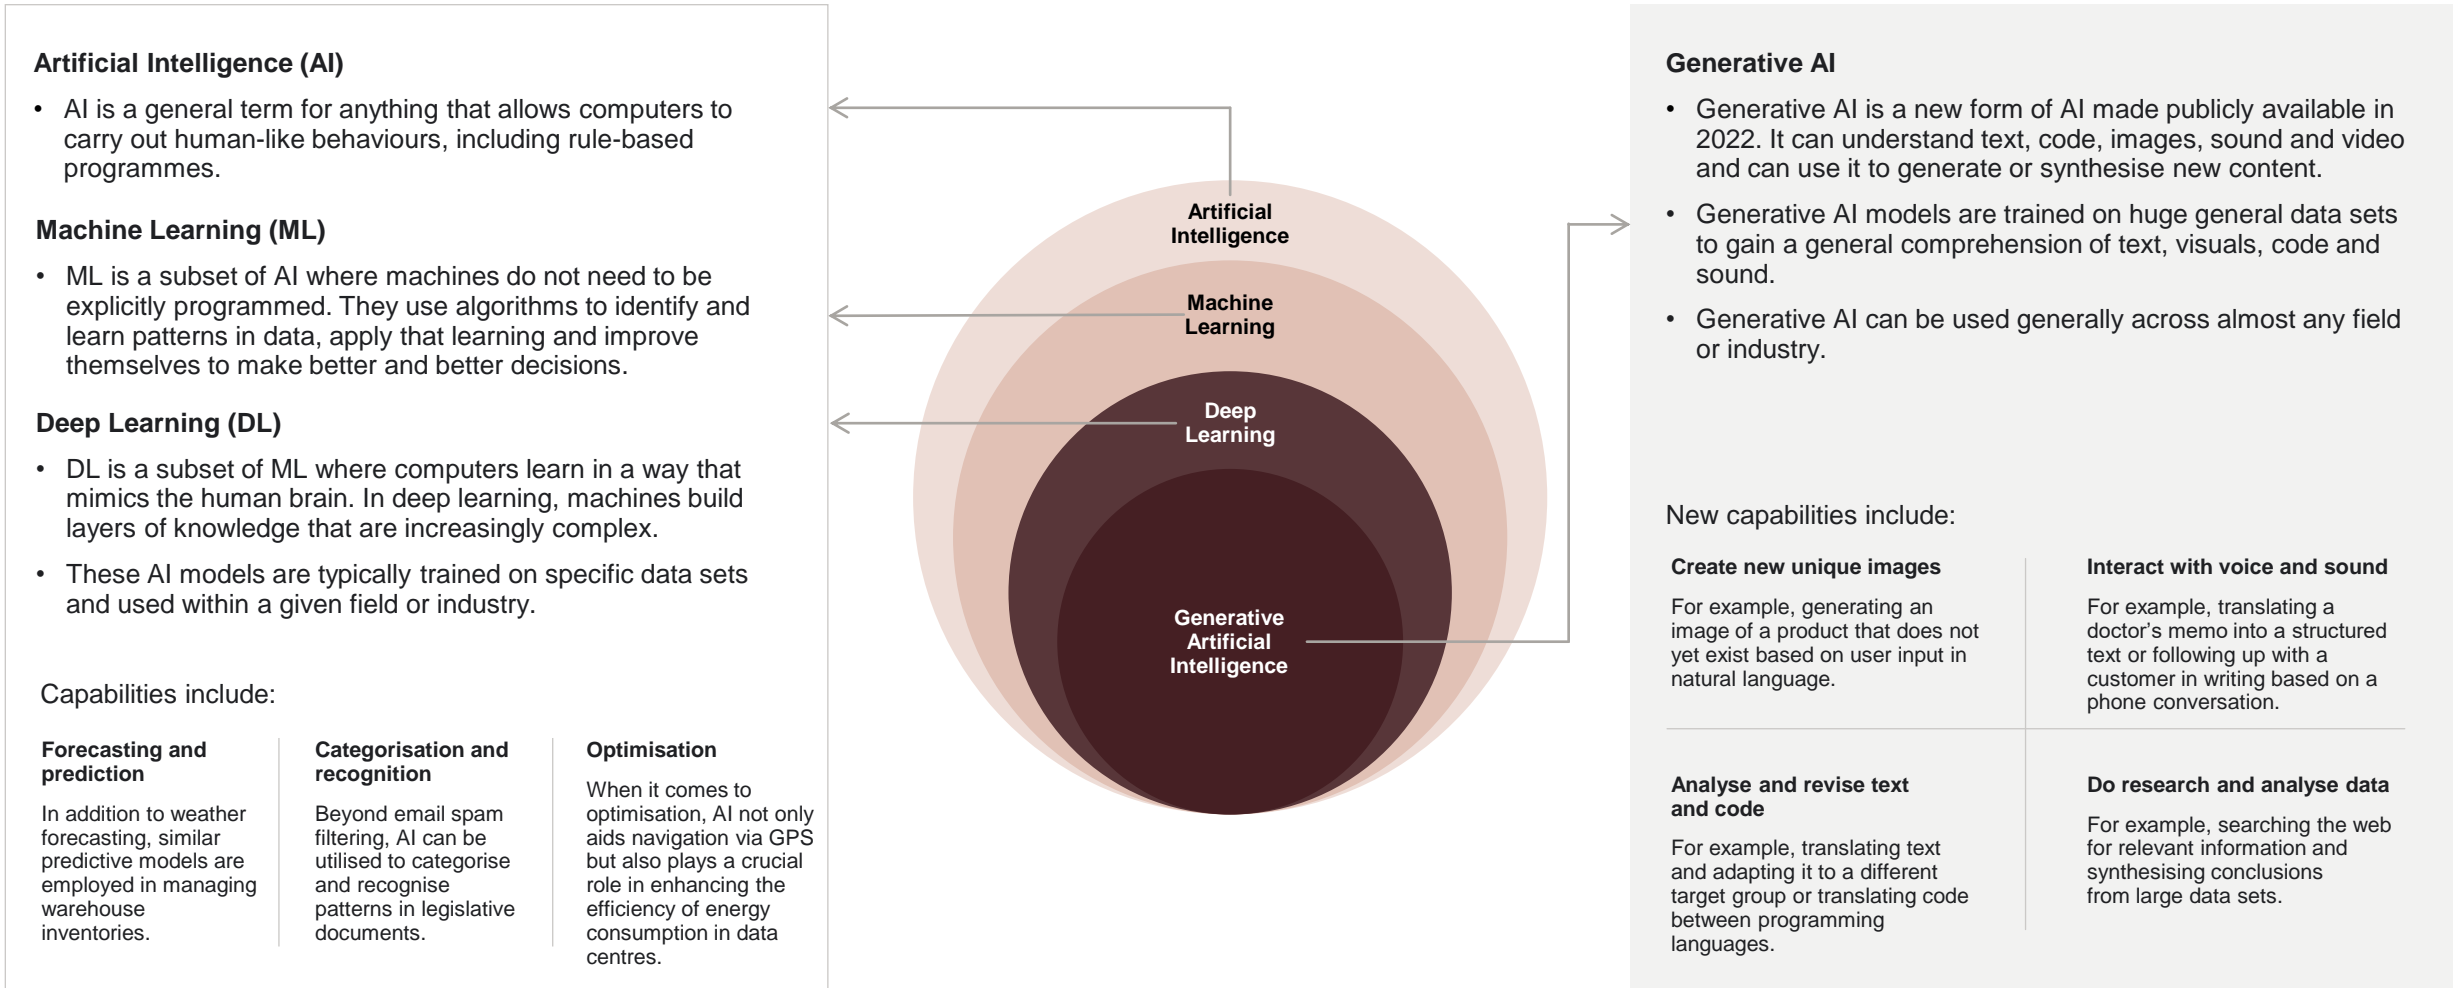 Artificial Intelligence (AI)
• AI is a general term for anything that allows computers to
carry out human-like behaviours, including rule-based
programmes.
Machine Learning (ML)
• ML is a subset of AI where machines do not need to be
explicitly programmed. They use algorithms to identify and
learn patterns in data, apply that learning and improve
themselves to make better and better decisions.
Deep Learning (DL)
• DL is a subset of ML where computers learn in a way that
mimics the human brain. In deep learning, machines build
layers of knowledge that are increasingly complex.
• These AI models are typically trained on specific data sets
and used within a given field or industry.
Capabilities include:
Forecasting and
prediction
In addition to weather
forecasting, similar
predictive models are
employed in managing
warehouse
inventories.
Categorisation and
recognition
Beyond email spam
filtering, AI can be
utilised to categorise
and recognise
patterns in legislative
documents.
Optimisation
When it comes to
optimisation, AI not only
aids navigation via GPS
but also plays a crucial
role in enhancing the
efficiency of energy
consumption in data
centres.
Artificial
Intelligence
Machine
Learning
Deep
Learning
Generative
Artificial
Intelligence
Generative AI
• Generative AI is a new form of AI made publicly available in
2022. It can understand text, code, images, sound and video
and can use it to generate or synthesise new content.
• Generative AI models are trained on huge general data sets
to gain a general comprehension of text, visuals, code and
sound.
• Generative AI can be used generally across almost any field
or industry.
New capabilities include:
Create new unique images
For example, generating an
image of a product that does not
yet exist based on user input in
natural language.
Interact with voice and sound
For example, translating a
doctor’s memo into a structured
text or following up with a
customer in writing based on a
phone conversation.
Analyse and revise text
and code
For example, translating text
and adapting it to a different
target group or translating code
between programming
languages.
Do research and analyse data
For example, searching the web
for relevant information and
synthesising conclusions
from large data sets.